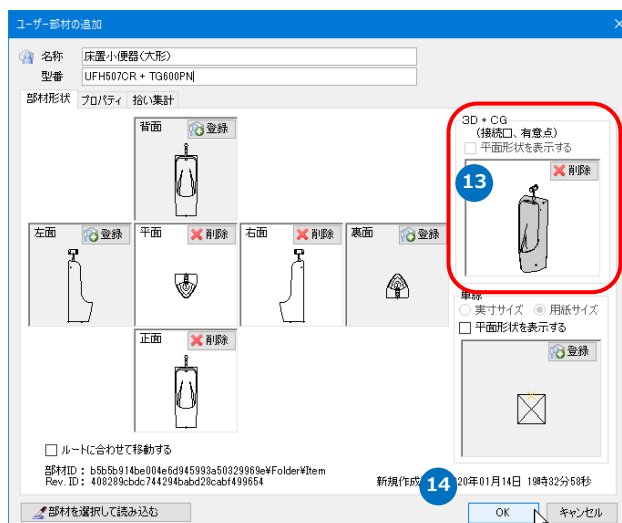 ユーザー部材の追加
名称 床置小便器(大形)
型番 UFH507CR + TG600PN
部材形状 プロパティ 拾い集計
背面 登録
3D + CG
(接続口、有意点)
平面形状を表示する
削除
13
左面 登録 平面 削除 右面 削除 裏面 登録
単線
実寸サイズ 用紙サイズ
平面形状を表示する
登録
正面 削除
ルートに合わせて移動する
部材ID : b5b5b914be004e6d945993a50329969e¥Folder¥Item
Rev. ID : 408289cbdc744294babd28cabf499654
新規作成 14 20年01月14日 19時32分58秒
部材を選択して読み込む
OK キャンセル